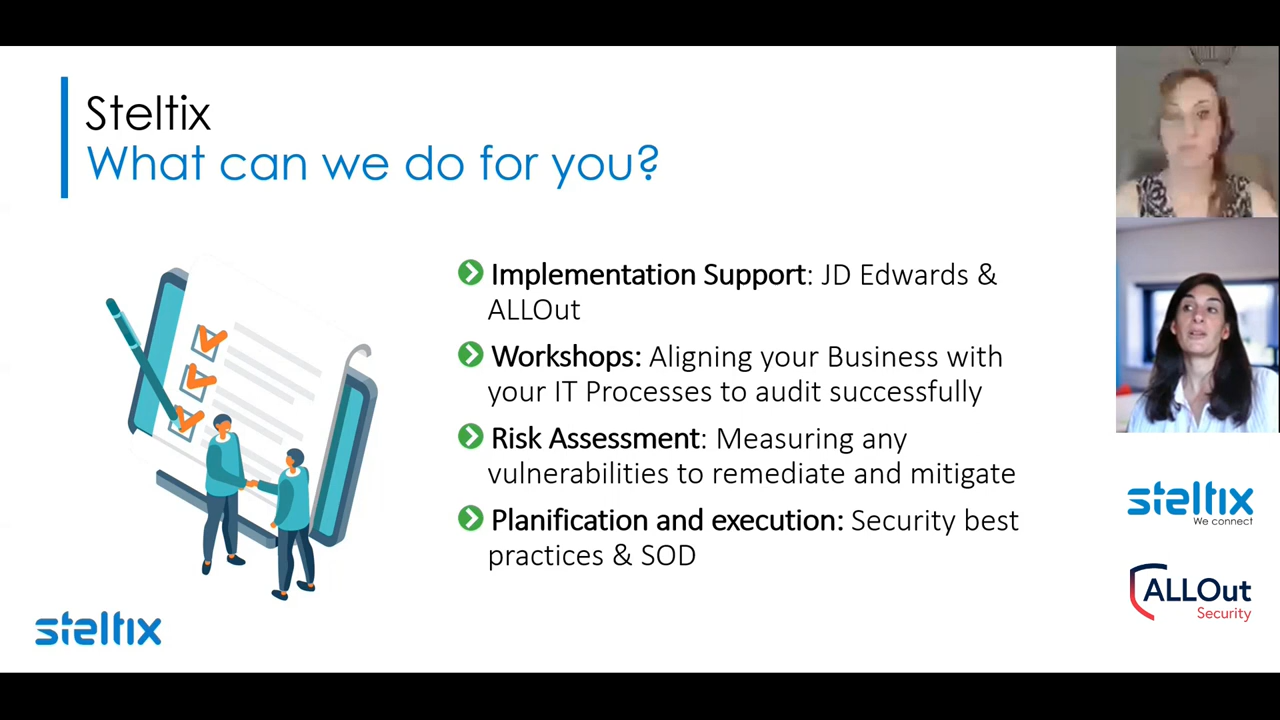 Steltix
What can we do for you?
Implementation Support: JD Edwards &
ALLOut
Workshops: Aligning your Business with
your IT Processes to audit successfully
Risk Assessment: Measuring any
vulnerabilities to remediate and mitigate
Planification and execution: Security best
practices & SOD
steltix
steltix
We connect
ALLOut
Security